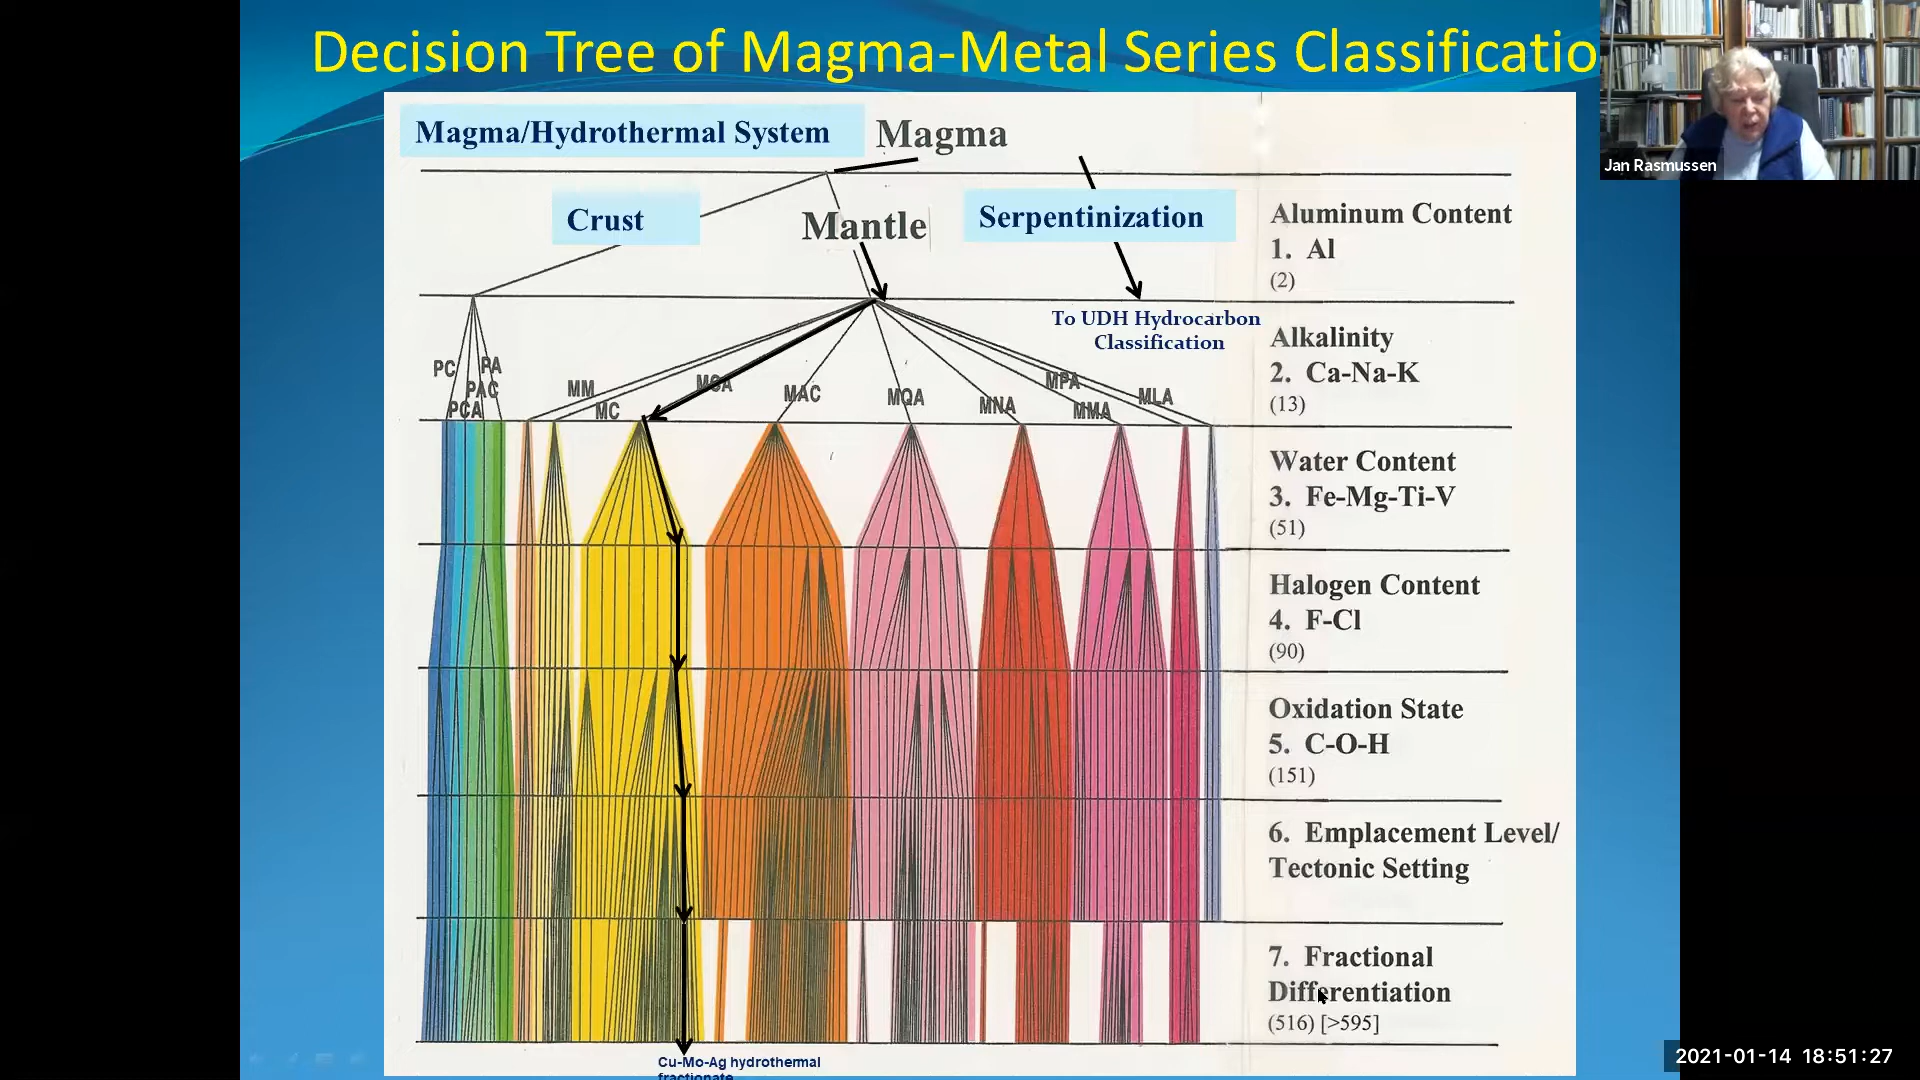 Decision Tree of Magma-Metal Series Classificatio
Jan Rasmussen
Magma/Hydrothermal System
Magma
Crust
Mantle
Serpentinization
Aluminum Content
1. Al
(2)
To UDH Hydrocarbon
Classification
Alkalinity
2. Ca-Na-K
(13)
PC
PA
PAC
PCA
MM
MC
MCA
MAC
MQA
MNA
MPA
MMA
MLA
Water Content
3. Fe-Mg-Ti-V
(51)
Halogen Content
4. F-Cl
(90)
Oxidation State
5. C-O-H
(151)
6. Emplacement Level/
Tectonic Setting
7. Fractional
Differentiation
(516) [>595]
Cu-Mo-Ag hydrothermal
fractionate
2021-01-14 18:51:27